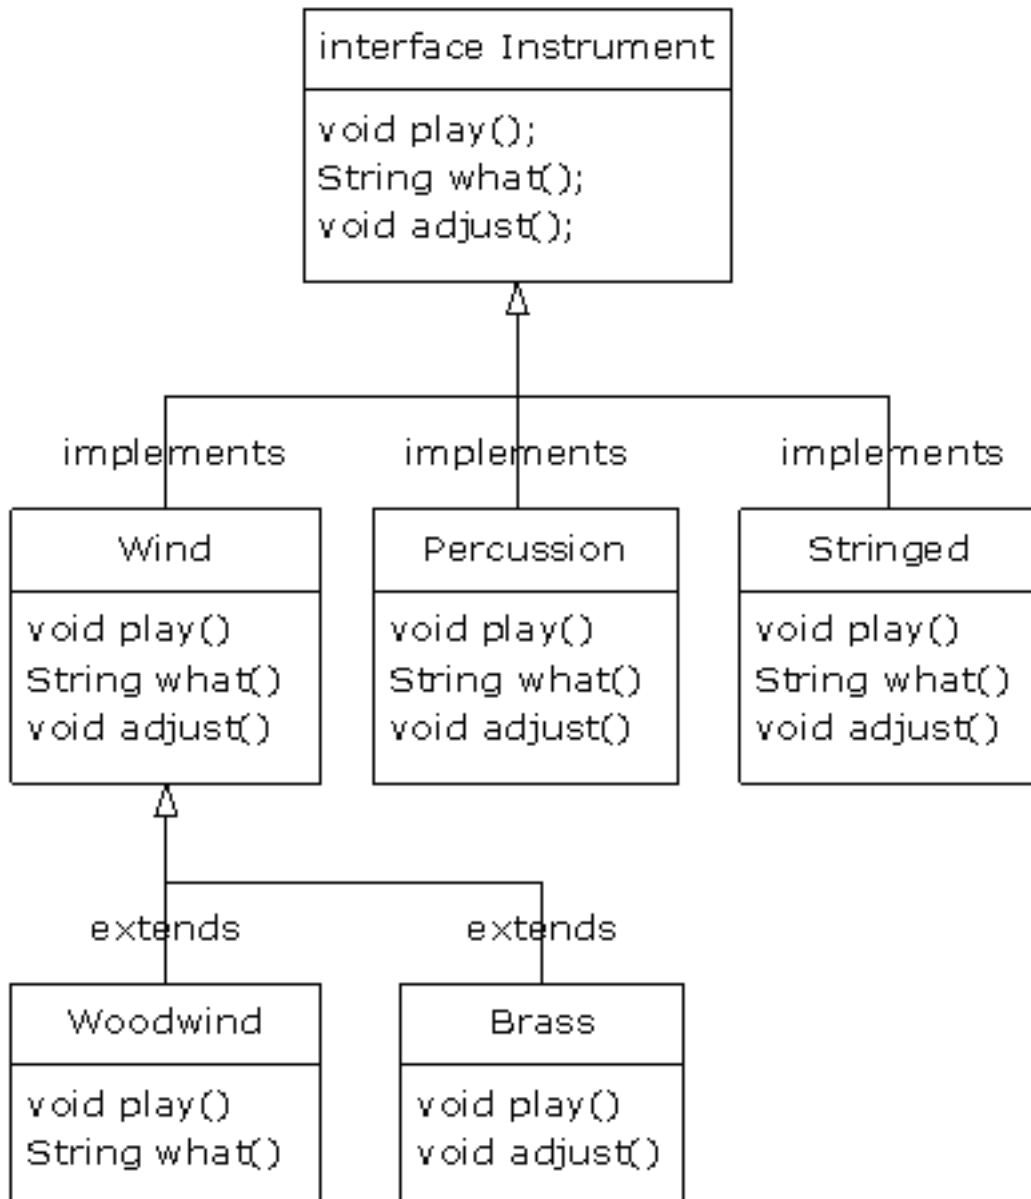 interface Instrument
void play();
String what();
void adjust();
implements
implements
implements
Wind
void play()
String what()
void adjust()
Percussion
void play()
String what()
void adjust()
Stringed
void play()
String what()
void adjust()
extends
extends
Woodwind
void play()
String what()
Brass
void play()
void adjust()